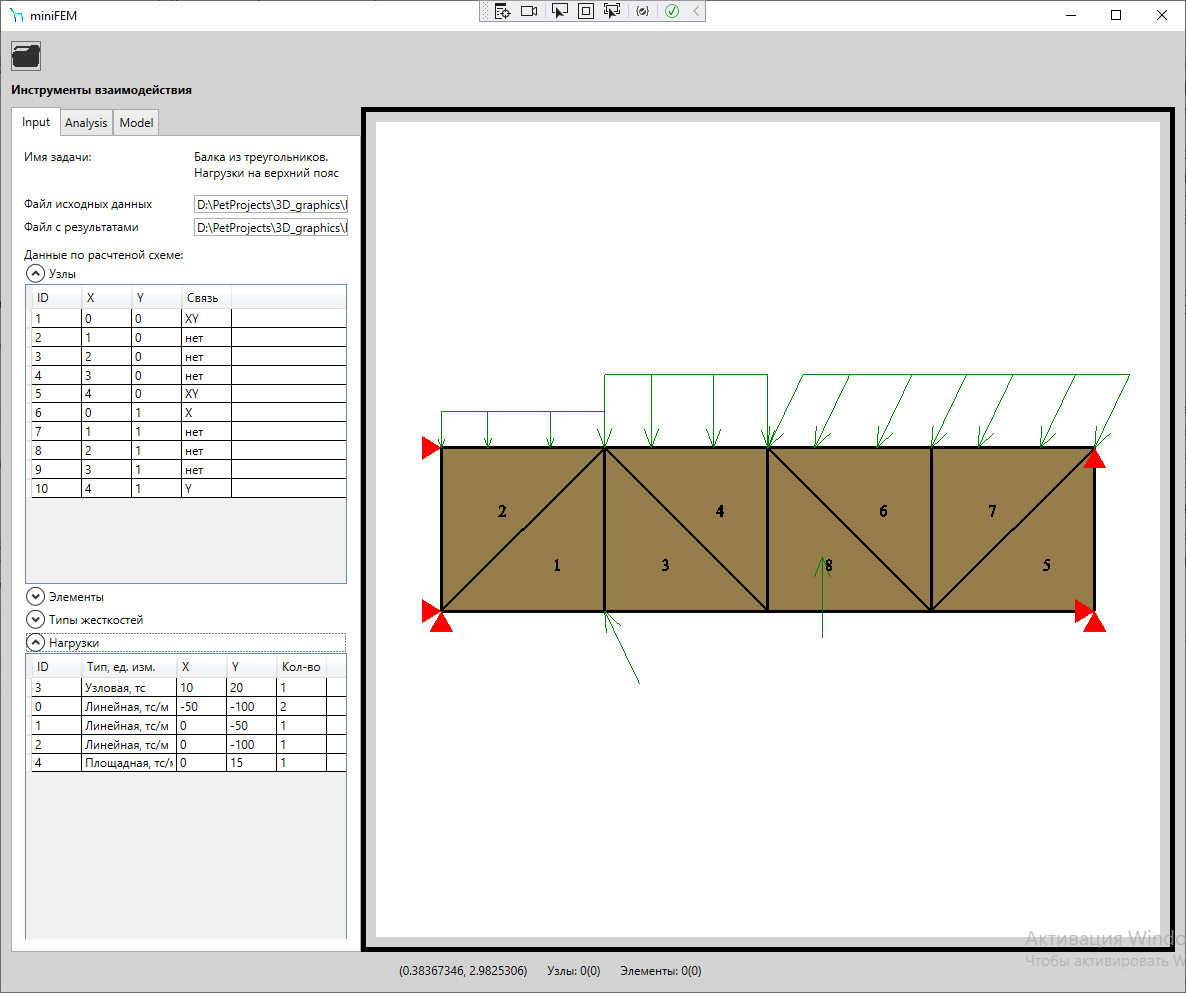 miniFEM
Инструменты взаимодействия
Input Analysis Model
Имя задачи: Балка из треугольников.
Нагрузки на верхний пояс
Файл исходных данных D:\PetProjects\3D_graphics\
Файл с результатами D:\PetProjects\3D_graphics\
Данные по расчтеной схеме:
Узлы
ID X Y Связь
1 0 0 XY
2 1 0 нет
3 2 0 нет
4 3 0 нет
5 4 0 XY
6 0 1 X
7 1 1 нет
8 2 1 нет
9 3 1 нет
10 4 1 Y
Элементы
Типы жесткостей
Нагрузки
ID Тип, ед. изм. X Y Кол-во
3 Узловая, тс 10 20 1
0 Линейная, тс/м -50 -100 2
1 Линейная, тс/м 0 -50 1
2 Линейная, тс/м 0 -100 1
4 Площадная, тс/ 0 15 1
2 4 6 7
1 3 8 5
Активация Windo
Чтобы активировать W
(0.38367346, 2.9825306) Узлы: 0(0) Элементы: 0(0)